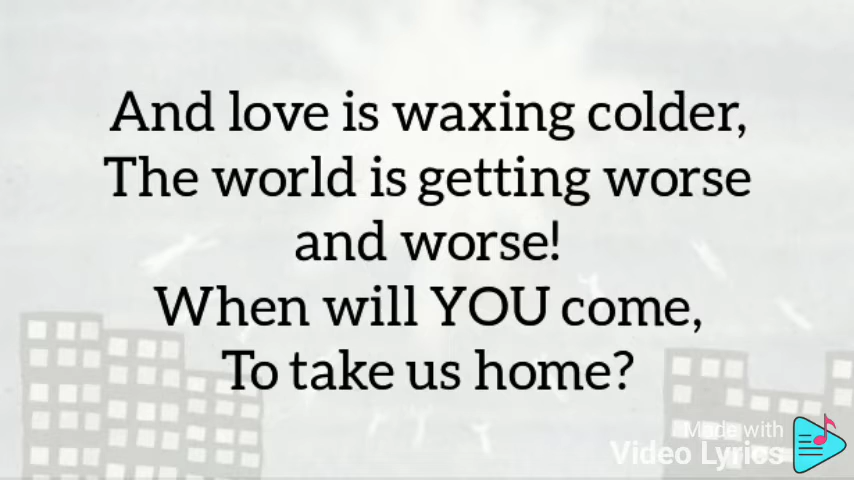 And love is waxing colder,
The world is getting worse
and worse!
When will YOU come,
To take us home?
Made with
Video Lyrics